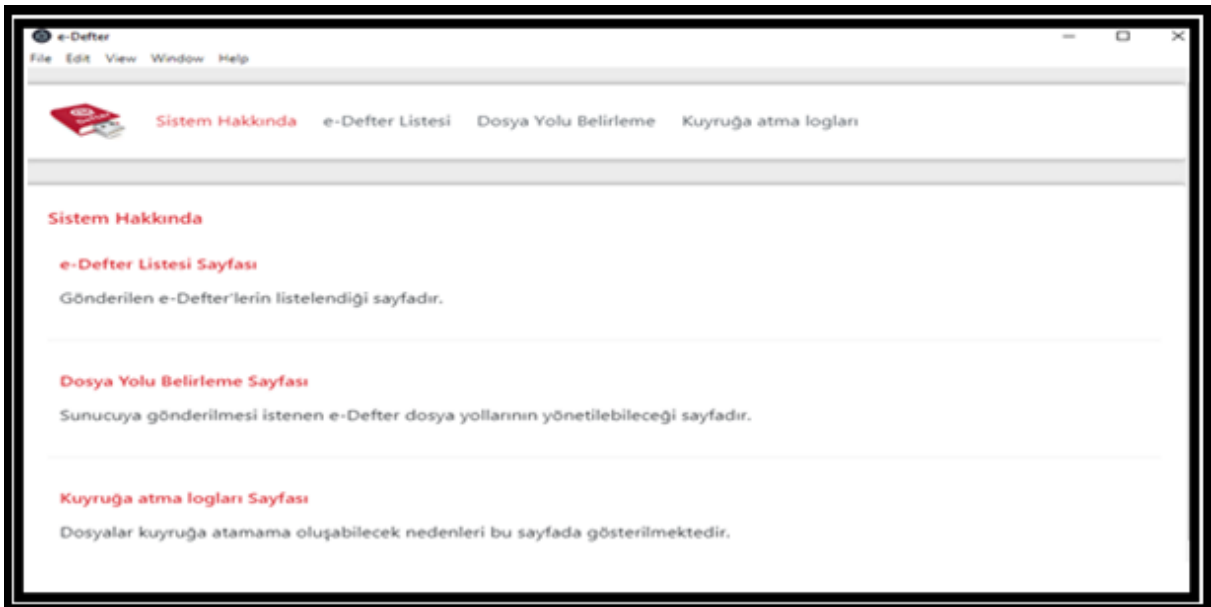 e-Defter
File Edit View Window Help
Sistem Hakkında e-Defter Listesi Dosya Yolu Belirleme Kuyruğa atma logları
Sistem Hakkında
e-Defter Listesi Sayfası
Gönderilen e-Defter'lerin listelendiği sayfadır.
Dosya Yolu Belirleme Sayfası
Sunucuya gönderilmesi istenen e-Defter dosya yollarının yönetilebileceği sayfadır.
Kuyruğa atma logları Sayfası
Dosyalar kuyruğa atamama oluşabilecek nedenleri bu sayfada gösterilmektedir.